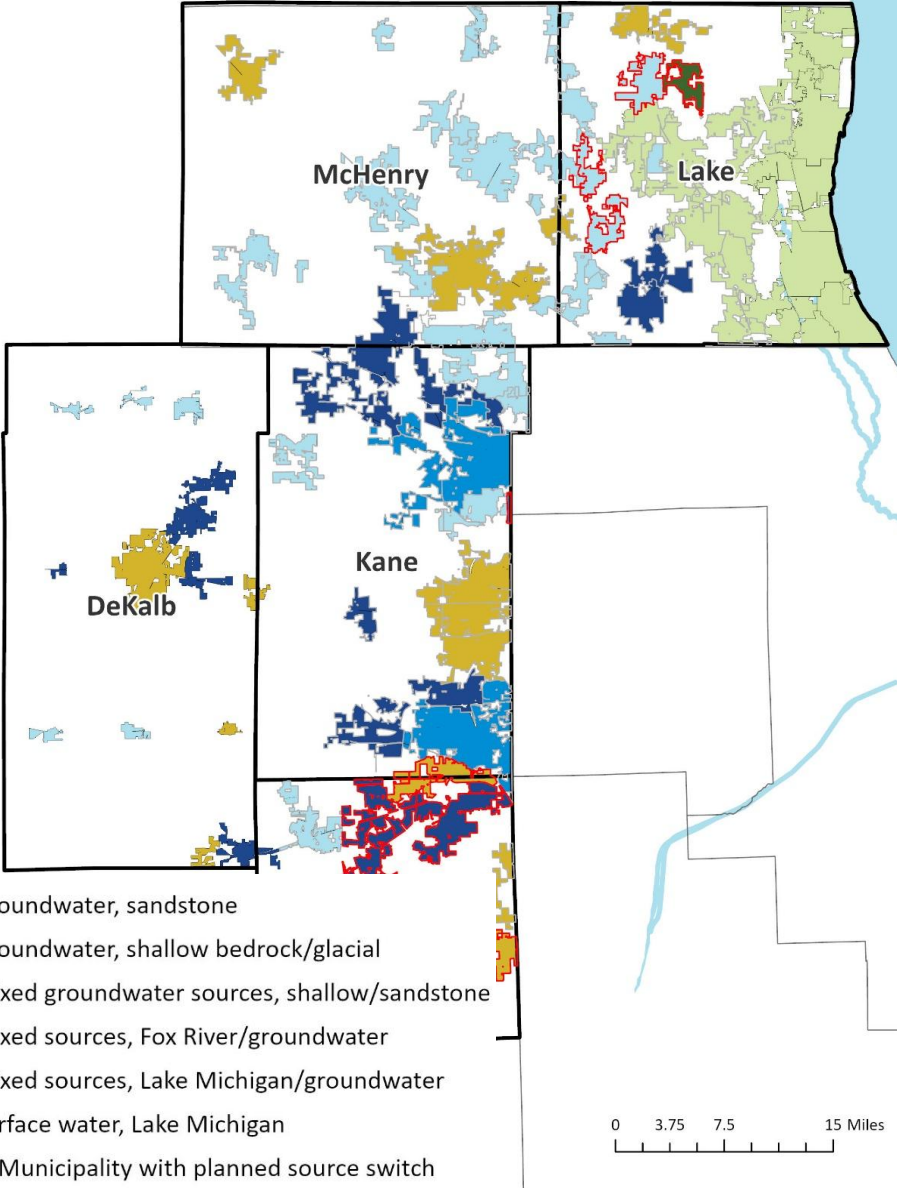 McHenry
Lake
Kane
DeKalb
oundwater, sandstone
oundwater, shallow bedrock/glacial
xed groundwater sources, shallow/sandstone
xed sources, Fox River/groundwater
xed sources, Lake Michigan/groundwater
rface water, Lake Michigan
Municipality with planned source switch
0 3.75 7.5 15 Miles